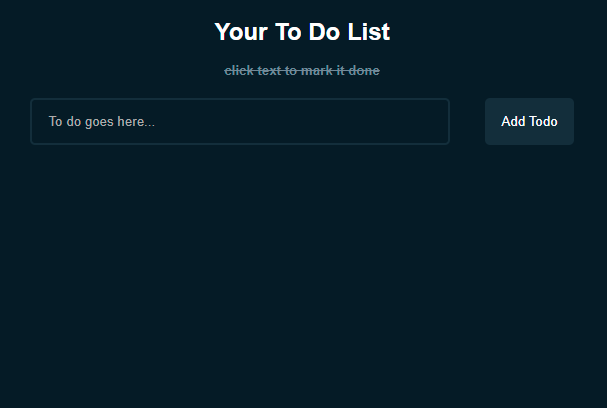 Your To Do List
click text to mark it done
To do goes here...
Add Todo